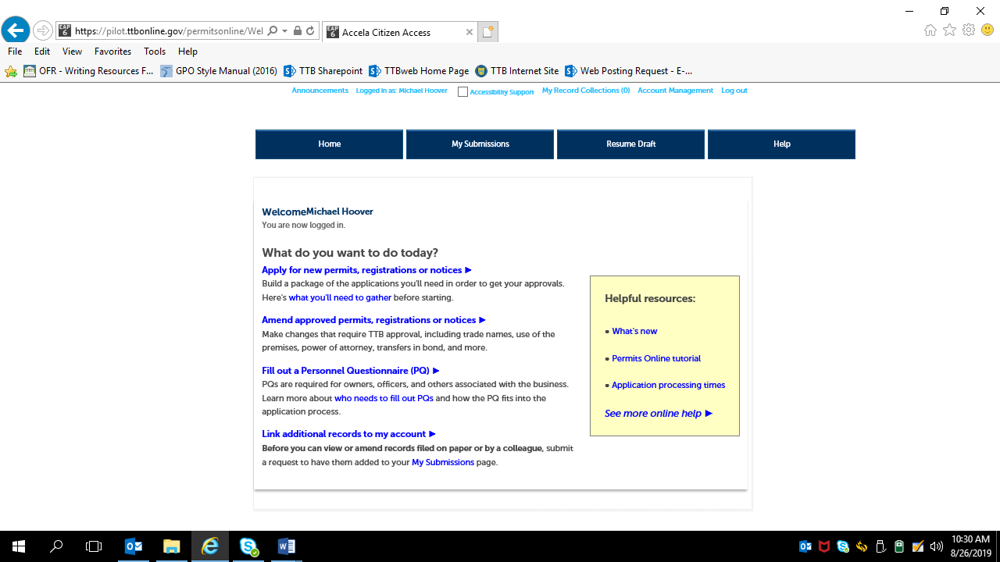 EAP 6
https://pilot.ttbonline.gov/permitsonline/Wel
EAP 6
Accela Citizen Access
File Edit View Favorites Tools Help
OFR - Writing Resources F... GPO Style Manual (2016) TTB Sharepoint TTBweb Home Page TTB Internet Site Web Posting Request - E-...
Announcements Logged in as: Michael Hoover Accessibility Support My Record Collections (0) Account Management Log out
Home My Submissions Resume Draft Help
WelcomeMichael Hoover
You are now logged in.
What do you want to do today?
Apply for new permits, registrations or notices ►
Build a package of the applications you'll need in order to get your approvals.
Here's what you'll need to gather before starting.
Amend approved permits, registrations or notices ►
Make changes that require TTB approval, including trade names, use of the
premises, power of attorney, transfers in bond, and more.
Fill out a Personnel Questionnaire (PQ) ►
PQs are required for owners, officers, and others associated with the business.
Learn more about who needs to fill out PQs and how the PQ fits into the
application process.
Link additional records to my account ►
Before you can view or amend records filed on paper or by a colleague, submit
a request to have them added to your My Submissions page.
Helpful resources:
• What's new
• Permits Online tutorial
• Application processing times
See more online help ►
10:30 AM
8/26/2019